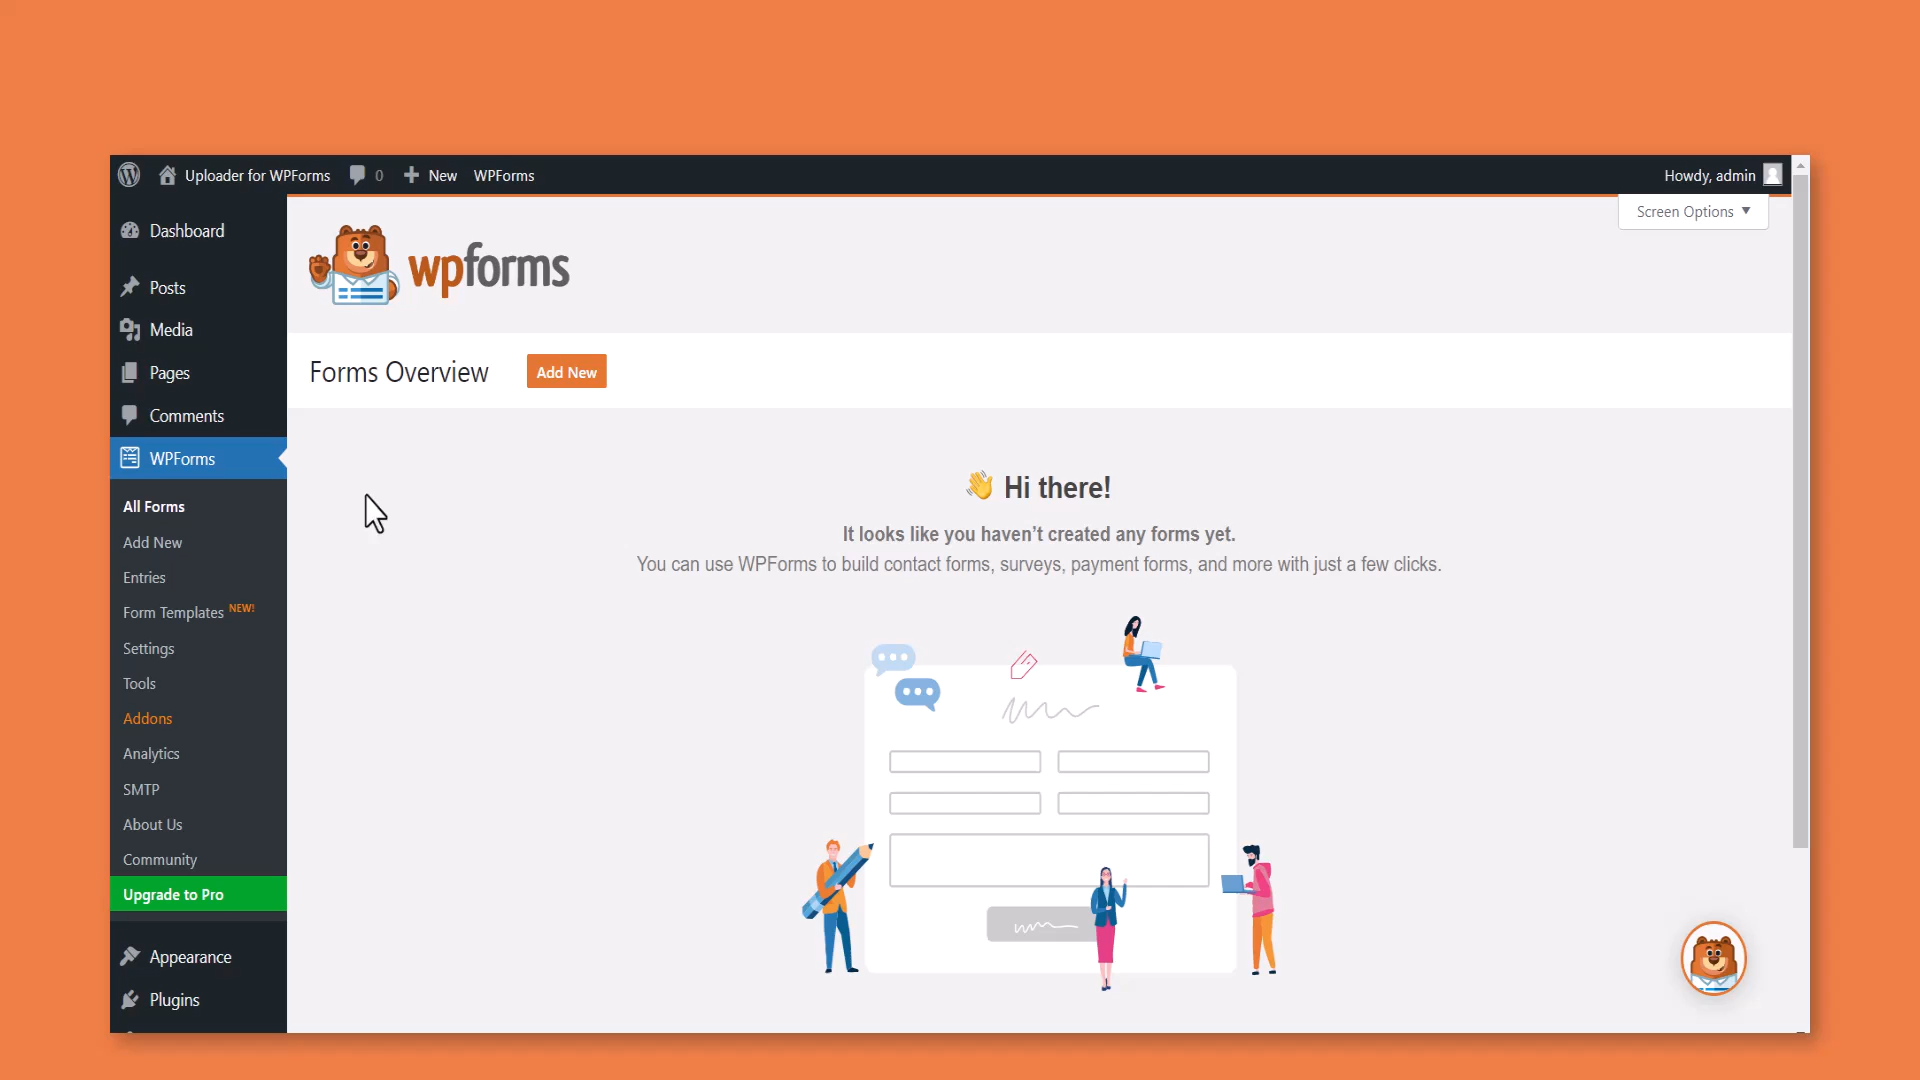 Uploader for WPForms 0 New WPForms Howdy, admin
Screen Options
wpforms
Dashboard
Posts
Media
Pages
Comments
WPForms
All Forms
Add New
Entries
Form Templates NEW!
Settings
Tools
Addons
Analytics
SMTP
About Us
Community
Upgrade to Pro
Appearance
Plugins
Forms Overview Add New
👋 Hi there!
It looks like you haven’t created any forms yet.
You can use WPForms to build contact forms, surveys, payment forms, and more with just a few clicks.